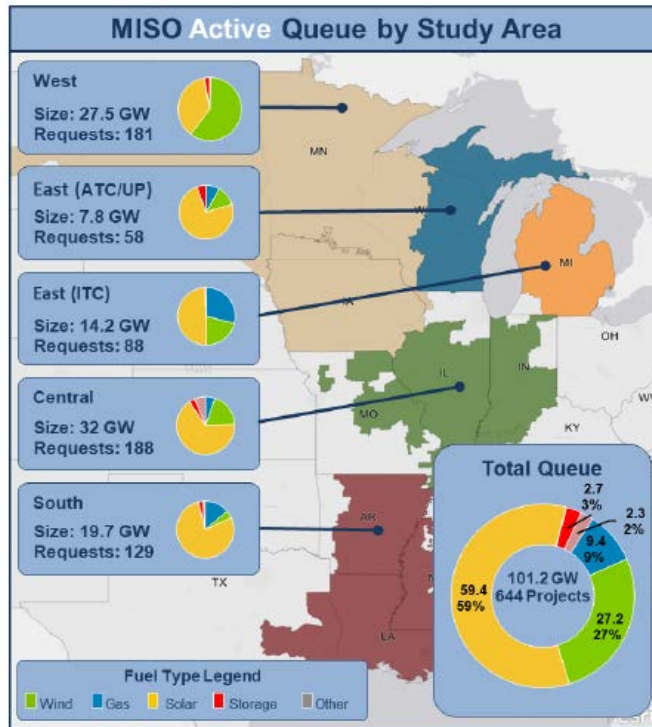 MISO Active Queue by Study Area
West
Size: 27.5 GW
Requests: 181
East (ATC/UP)
Size: 7.8 GW
Requests: 58
East (ITC)
Size: 14.2 GW
Requests: 88
Central
Size: 32 GW
Requests: 188
South
Size: 19.7 GW
Requests: 129
MN
MI
IA
OH
IL
IN
MO
KY
AR
TX
LA
Total Queue
2.7
3%
2.3
2%
9.4
9%
59.4
59%
101.2 GW
644 Projects
27.2
27%
Fuel Type Legend
Wind Gas Solar Storage Other